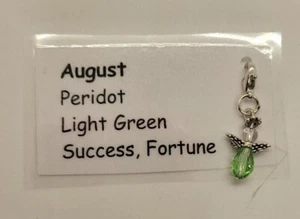 August
Peridot
Light Green
Success, Fortune